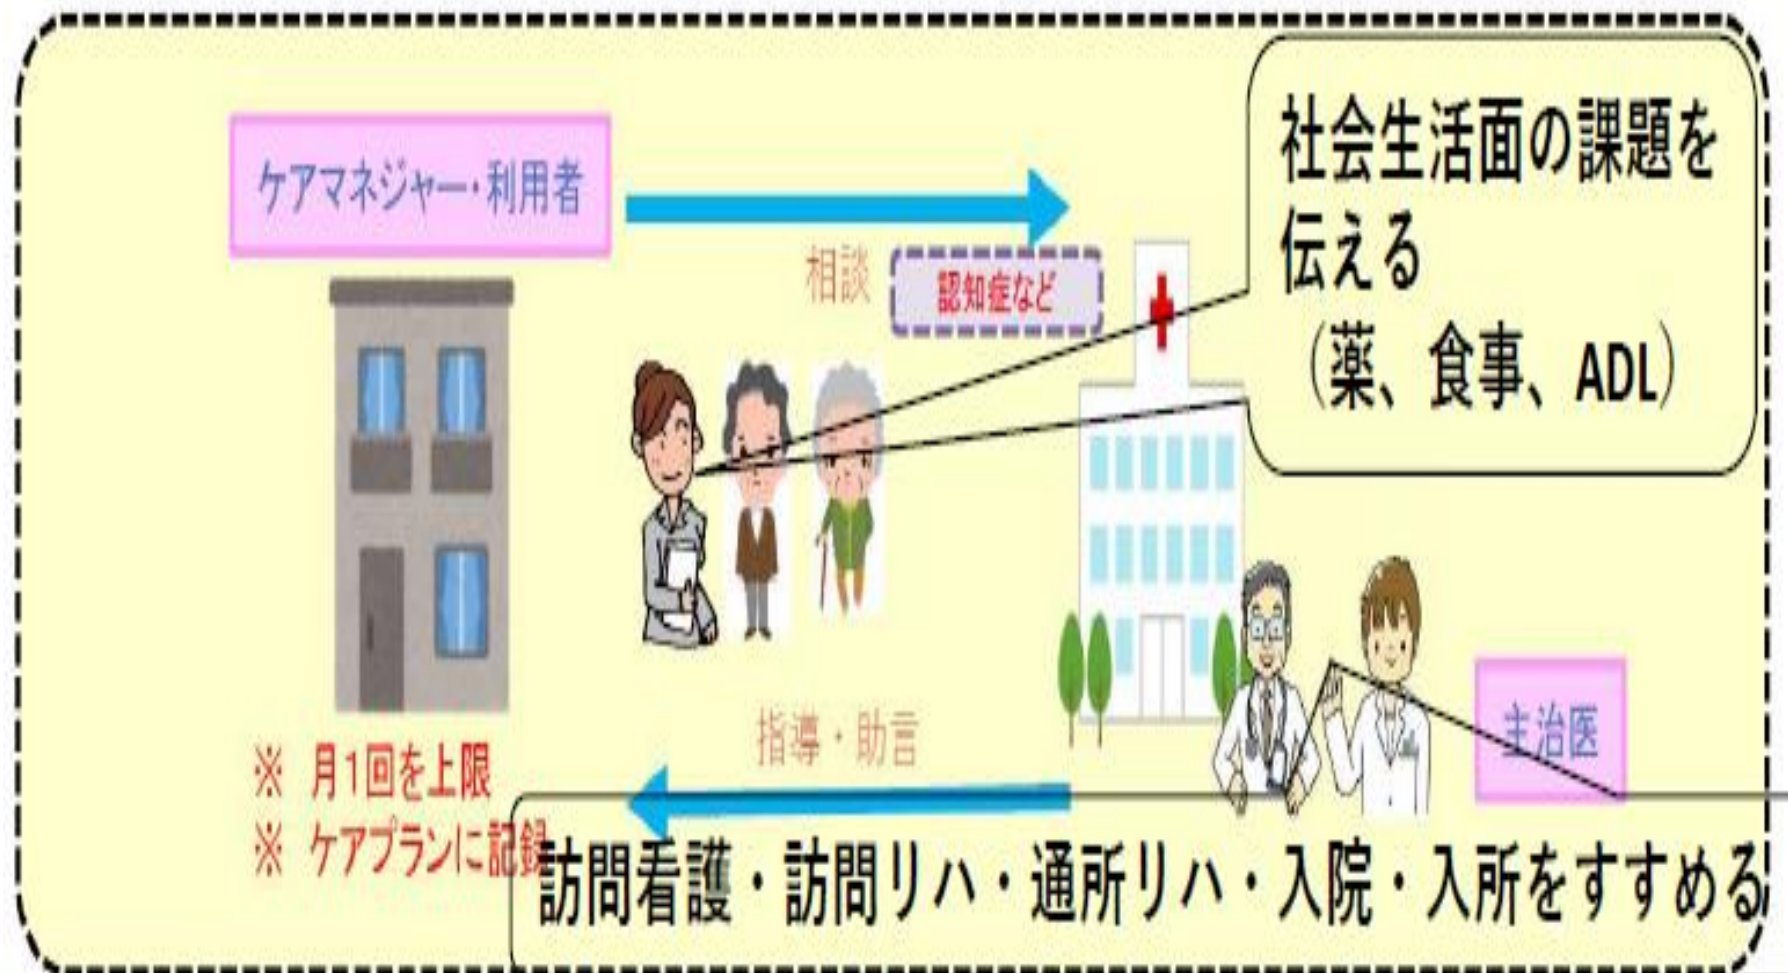 ケアマネジャー・利用者
相談
認知症など
社会生活面の課題を
伝える
（薬、食事、ADL）
主治医
指導・助言
※ 月1回を上限
※ ケアプランに記録
訪問看護・訪問リハ・通所リハ・入院・入所をすすめる